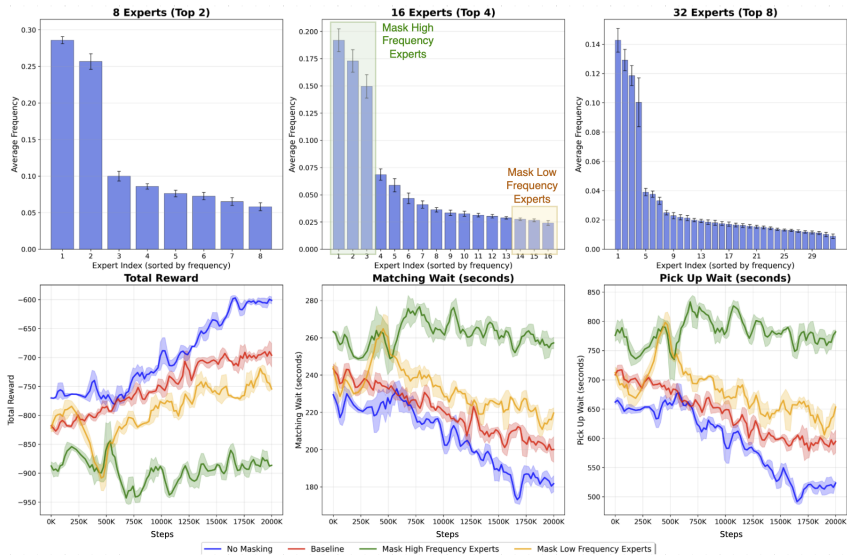 8 Experts (Top 2)
16 Experts (Top 4)
32 Experts (Top 8)
Average Frequency
0.30
0.25
0.20
0.15
0.10
0.05
0.00
1 2 3 4 5 6 7 8
Expert Index (sorted by frequency)
Average Frequency
0.200
0.175
0.150
0.125
0.100
0.075
0.050
0.025
0.000
Mask High
Frequency
Experts
Mask Low
Frequency
Experts
1 2 3 4 5 6 7 8 9 10 11 12 13 14 15 16
Expert Index (sorted by frequency)
Average Frequency
0.14
0.12
0.10
0.08
0.06
0.04
0.02
0.00
1 5 9 13 17 21 25 29
Expert Index (sorted by frequency)
Total Reward
Total Reward
−600
−650
−700
−750
−800
−850
−900
−950
0K 250K 500K 750K 1000K 1250K 1500K 1750K 2000K
Steps
Matching Wait (seconds)
Matching Wait (seconds)
280
260
240
220
200
180
0K 250K 500K 750K 1000K 1250K 1500K 1750K 2000K
Steps
Pick Up Wait (seconds)
Pick Up Wait (seconds)
850
800
750
700
650
600
550
500
0K 250K 500K 750K 1000K 1250K 1500K 1750K 2000K
Steps
No Masking
Baseline
Mask High Frequency Experts
Mask Low Frequency Experts